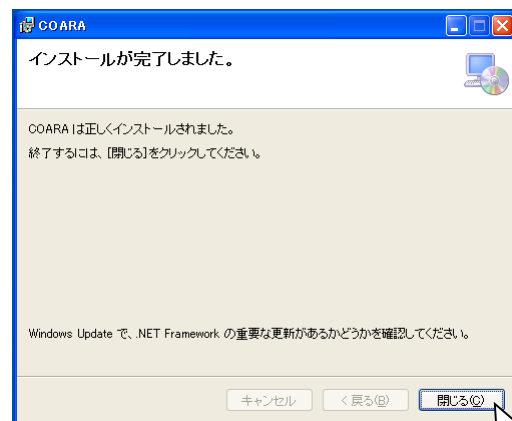 COARA
インストールが完了しました。
COARA は正しくインストールされました。
終了するには、[閉じる]をクリックしてください。
Windows Update で、.NET Framework の重要な更新があるかどうかを確認してください。
キャンセル
< 戻る(B)
閉じる(C)